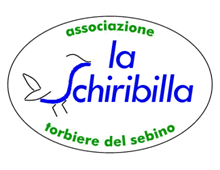 associazione
la
Schiribilla
torbiere del sebino